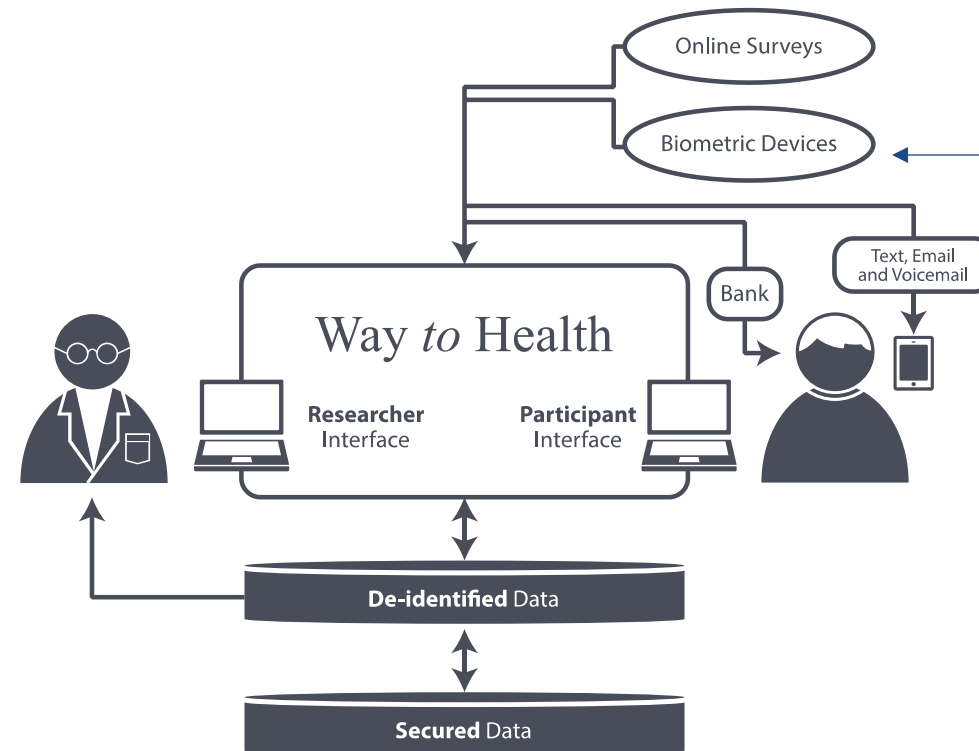 Online Surveys
Biometric Devices
Text, Email
and Voicemail
Bank
Way to Health
Researcher
Interface
Participant
Interface
De-identified Data
Secured Data